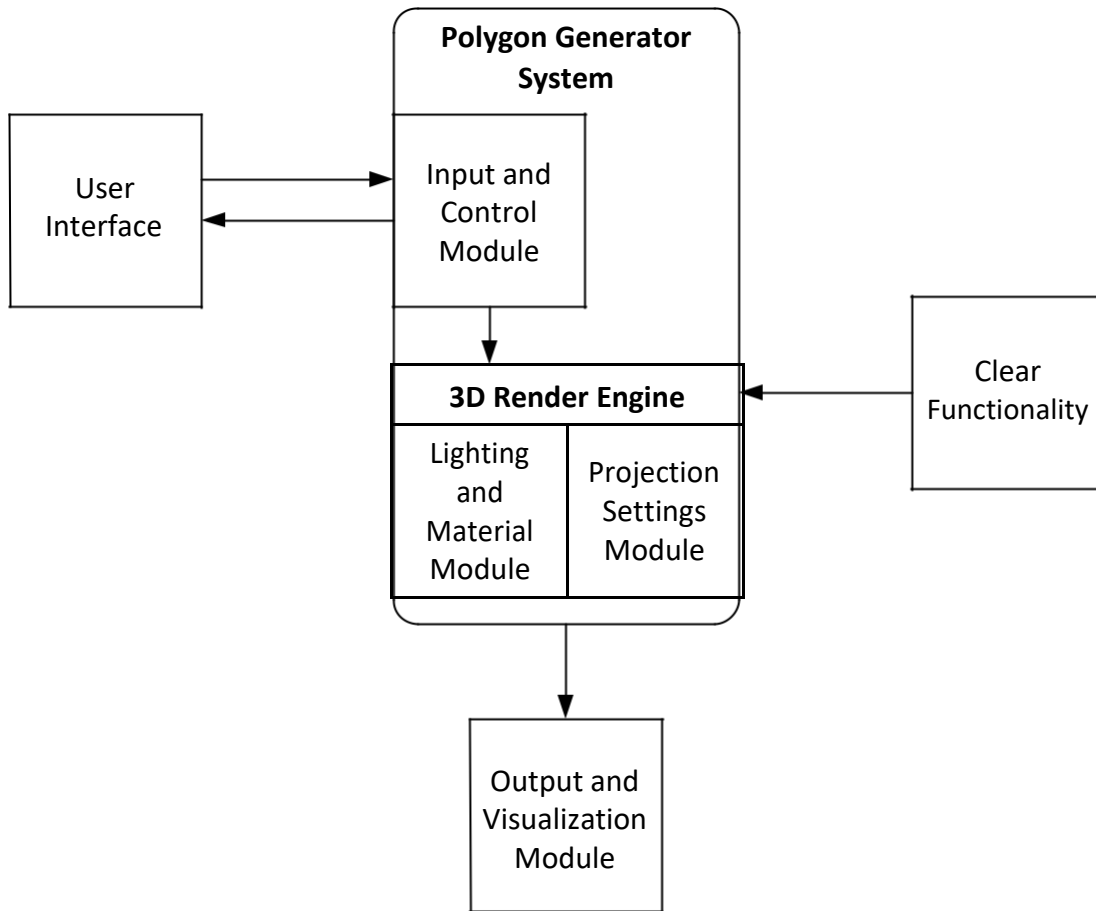 Polygon Generator
System
User
Interface
Input and
Control
Module
3D Render Engine
Lighting
and
Material
Module
Projection
Settings
Module
Clear
Functionality
Output and
Visualization
Module